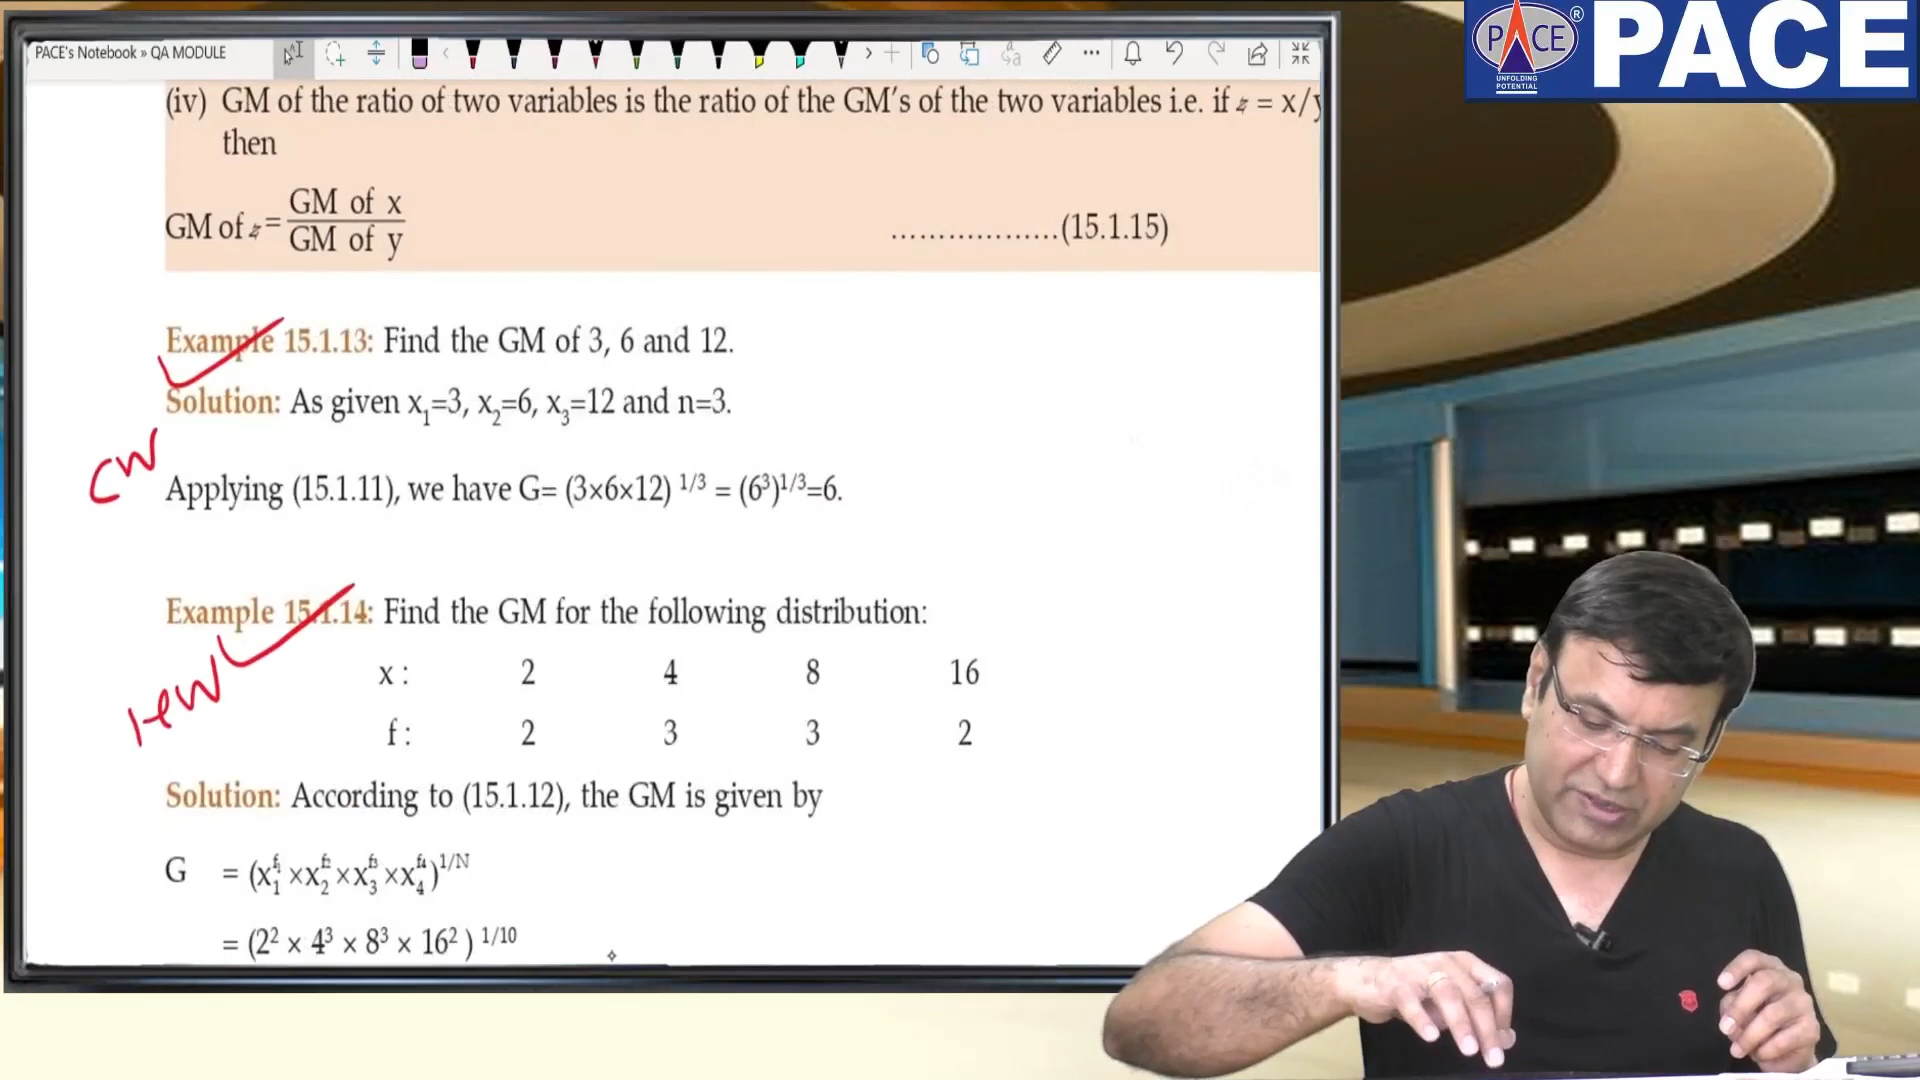 PACE's Notebook » QA MODULE
PACE
®
UNFOLDING
POTENTIAL
PACE
(iv) GM of the ratio of two variables is the ratio of the GM's of the two variables i.e. if z = x/y
then
GM of z = GM of x / GM of y ..................(15.1.15)
Example 15.1.13: Find the GM of 3, 6 and 12.
Solution: As given x₁=3, x₂=6, x₃=12 and n=3.
CW
Applying (15.1.11), we have G= (3×6×12) ^1/3 = (6³)^1/3=6.
Example 15.1.14: Find the GM for the following distribution:
HW
x : 2 4 8 16
f : 2 3 3 2
Solution: According to (15.1.12), the GM is given by
G = (x₁^f₁ ×x₂^f₂ ×x₃^f₃ ×x₄^f₄)^1/N
= (2² × 4³ × 8³ × 16² ) ^1/10